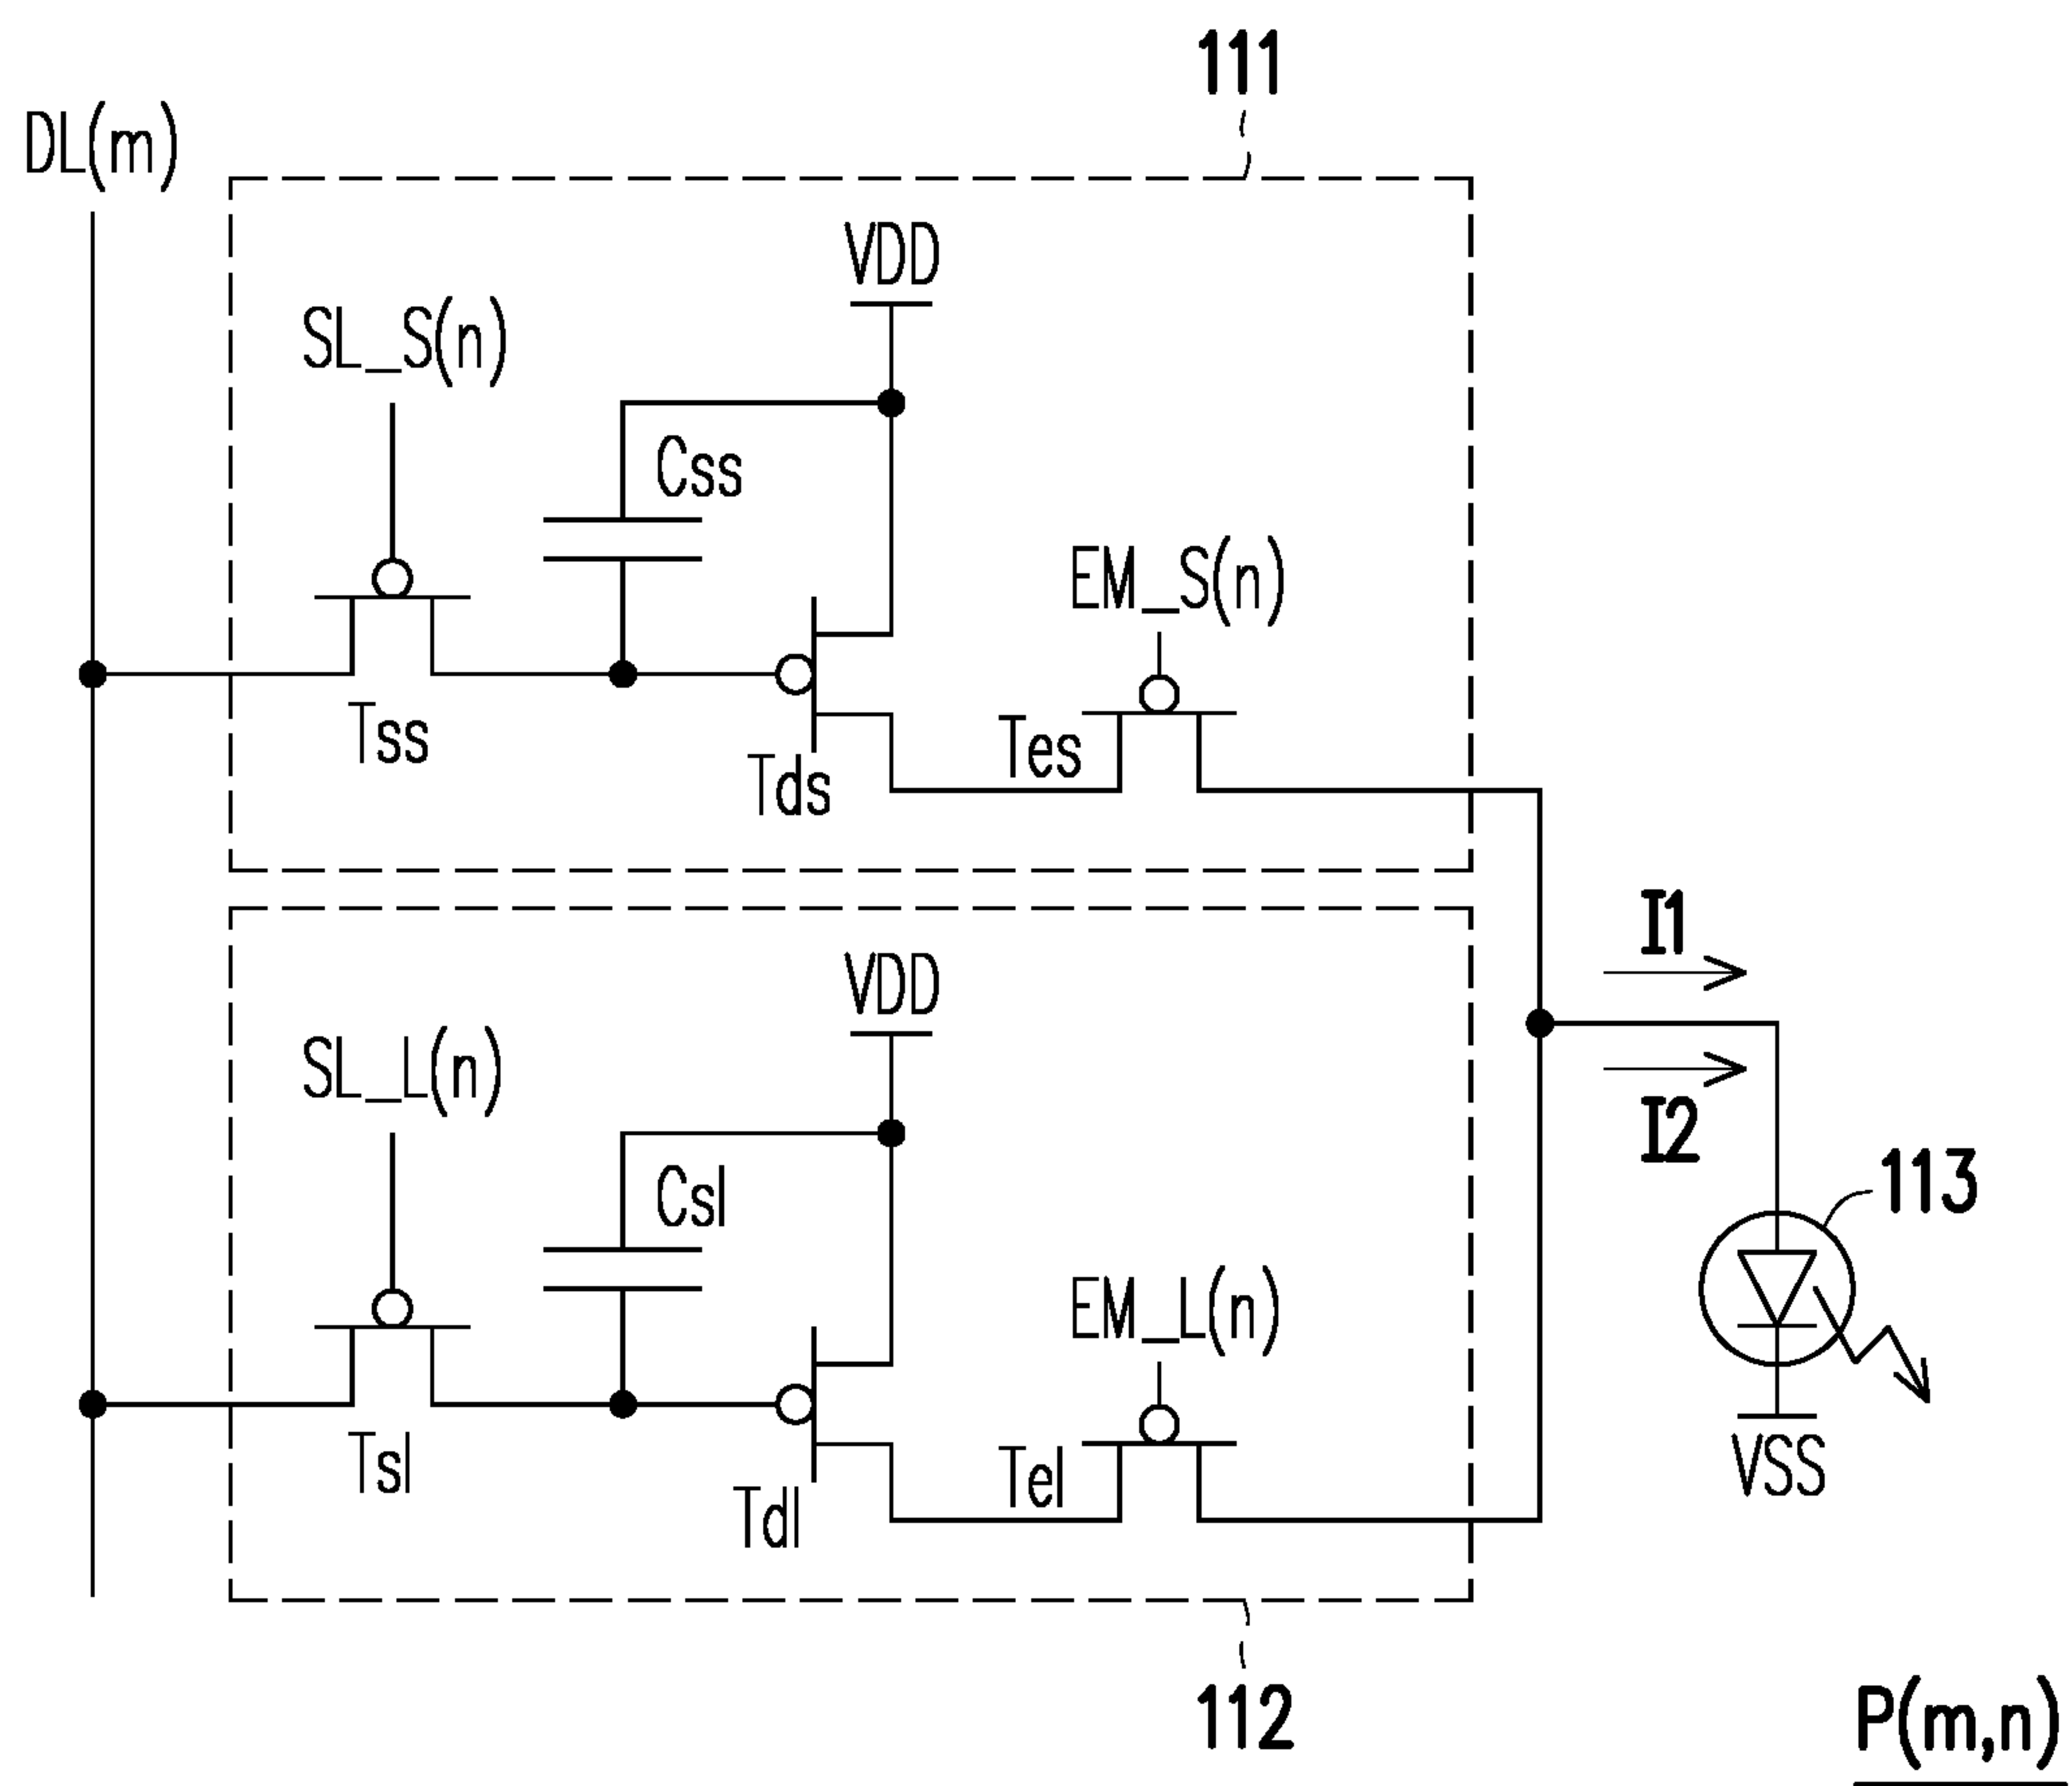 111
DL(m)
VDD
SL_S(n)
Css
EM_S(n)
Tss
Tes
Tds
I1
VDD
SL_L(n)
I2
Csl
113
EM_L(n)
Tsl
Tel
VSS
Tdl
112
P(m,n)